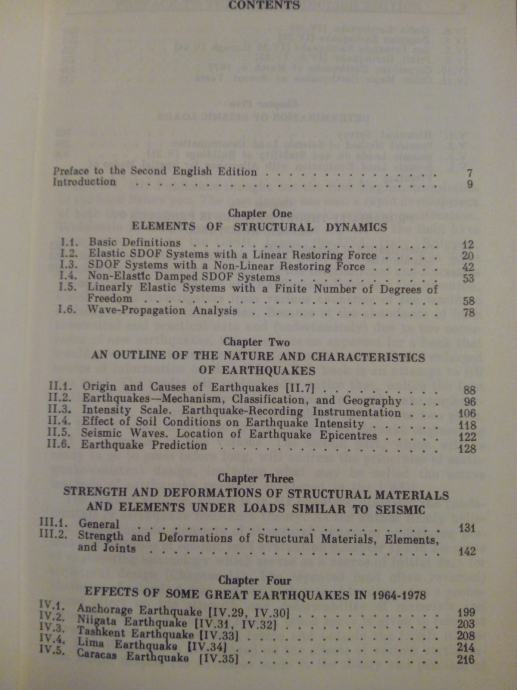 CONTENTS
Preface to the Second English Edition . . . . . . . . . . . . . . 7
Introduction . . . . . . . . . . . . . . . . . . . . . . . . 9
Chapter One
ELEMENTS OF STRUCTURAL DYNAMICS
I.1. Basic Definitions . . . . . . . . . . . . . . . . . . . . 12
I.2. Elastic SDOF Systems with a Linear Restoring Force . . . . . 20
I.3. SDOF Systems with a Non-Linear Restoring Force . . . . . . 42
I.4. Non-Elastic Damped SDOF Systems . . . . . . . . . . . . 53
I.5. Linearly Elastic Systems with a Finite Number of Degrees of
Freedom . . . . . . . . . . . . . . . . . . . . . . . 58
I.6. Wave-Propagation Analysis . . . . . . . . . . . . . . . 78
Chapter Two
AN OUTLINE OF THE NATURE AND CHARACTERISTICS
OF EARTHQUAKES
II.1. Origin and Causes of Earthquakes [II.7] . . . . . . . . . . 88
II.2. Earthquakes—Mechanism, Classification, and Geography . . . 96
II.3. Intensity Scale. Earthquake-Recording Instrumentation . . . 106
II.4. Effect of Soil Conditions on Earthquake Intensity . . . . . . 118
II.5. Seismic Waves. Location of Earthquake Epicentres . . . . . 122
II.6. Earthquake Prediction . . . . . . . . . . . . . . . . . 128
Chapter Three
STRENGTH AND DEFORMATIONS OF STRUCTURAL MATERIALS
AND ELEMENTS UNDER LOADS SIMILAR TO SEISMIC
III.1. General . . . . . . . . . . . . . . . . . . . . . . . 131
III.2. Strength and Deformations of Structural Materials, Elements,
and Joints . . . . . . . . . . . . . . . . . . . . . . 142
Chapter Four
EFFECTS OF SOME GREAT EARTHQUAKES IN 1964-1978
IV.1. Anchorage Earthquake [IV.29, IV.30] . . . . . . . . . . . 199
IV.2. Niigata Earthquake [IV.31, IV.32] . . . . . . . . . . . . 203
IV.3. Tashkent Earthquake [IV.33] . . . . . . . . . . . . . . 208
IV.4. Lima Earthquake [IV.34] . . . . . . . . . . . . . . . . 214
IV.5. Caracas Earthquake [IV.35] . . . . . . . . . . . . . . . 216